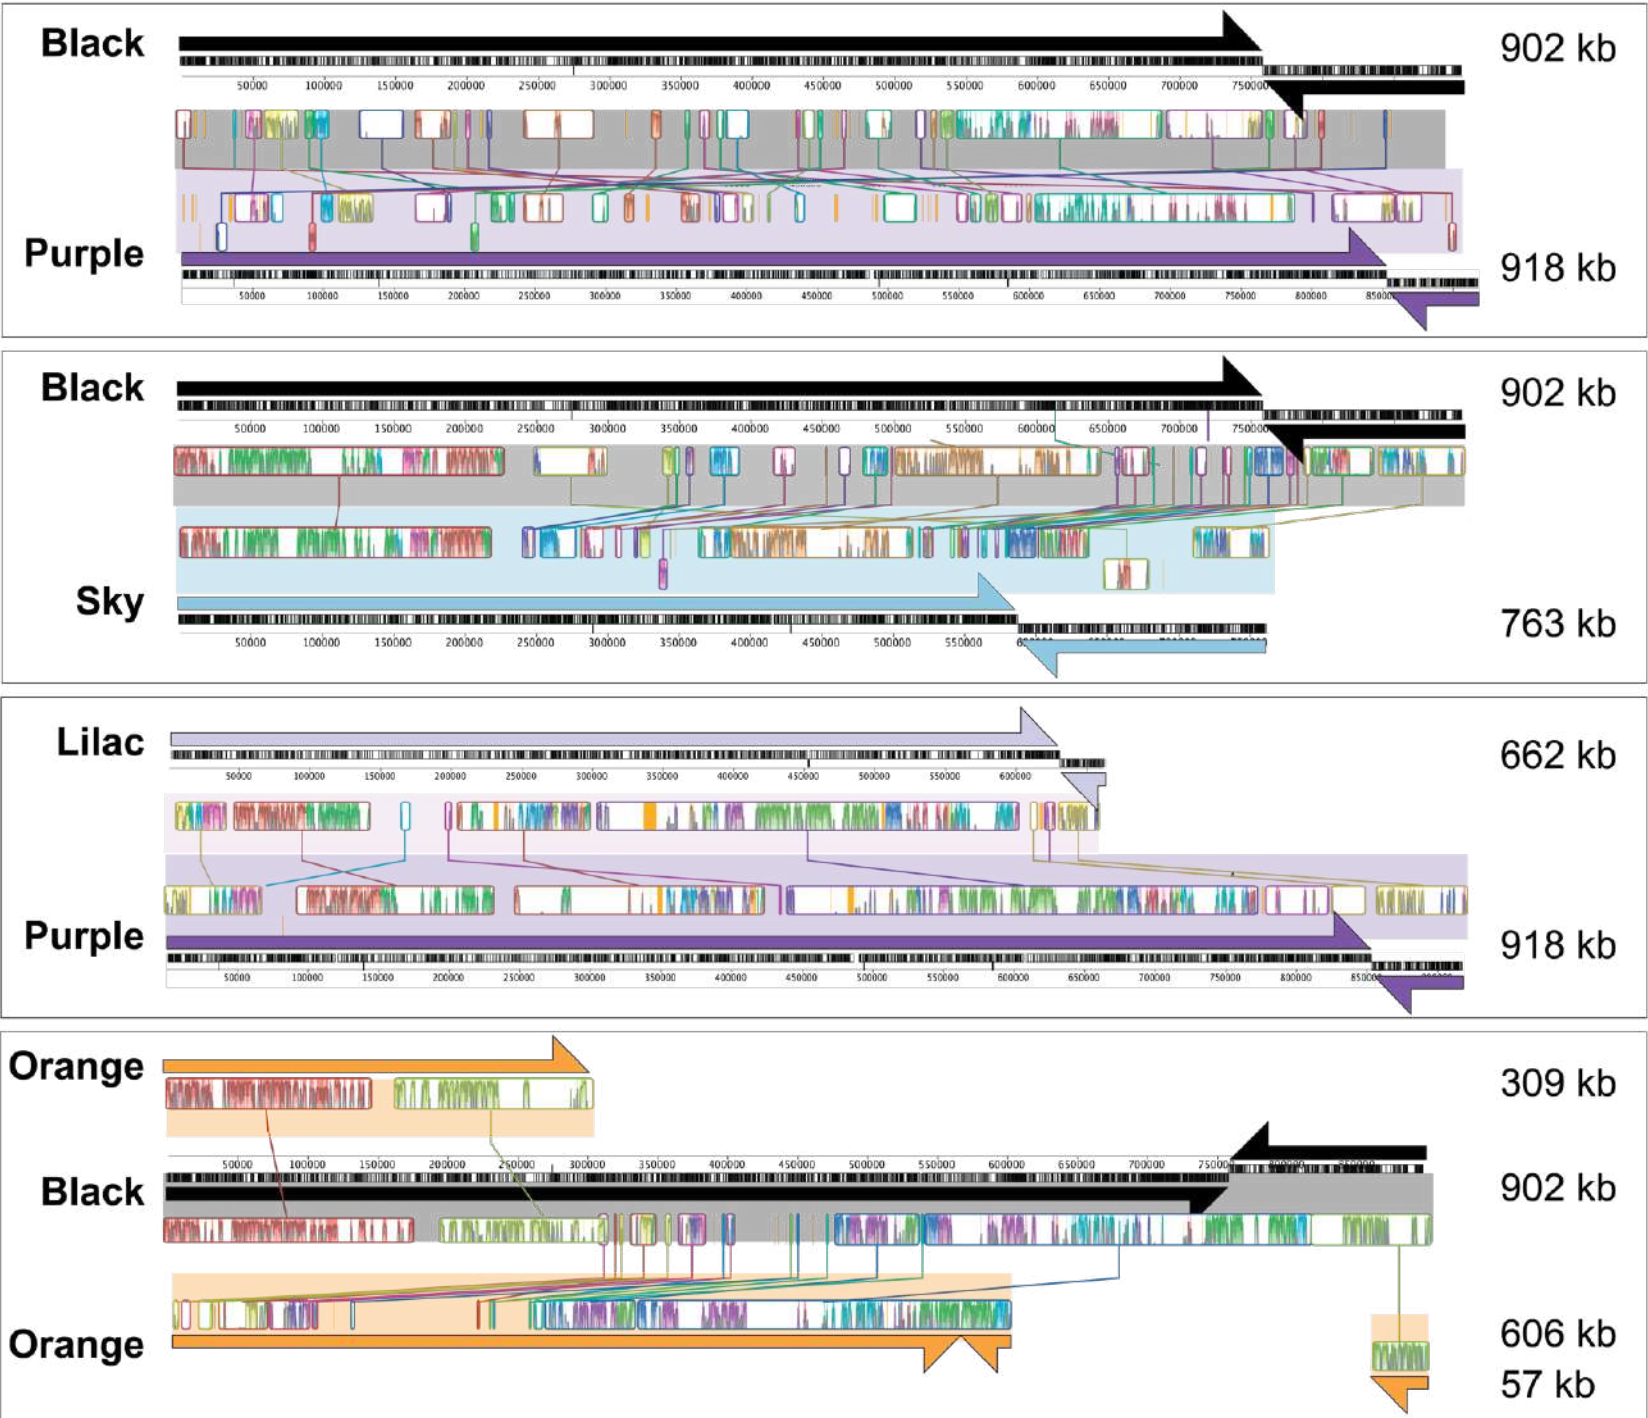 Black
902 kb
50000 100000 150000 200000 250000 300000 350000 400000 450000 500000 550000 600000 650000 700000 750000
Purple
918 kb
50000 100000 150000 200000 250000 300000 350000 400000 450000 500000 550000 600000 650000 700000 750000 800000 850000
Black
902 kb
50000 100000 150000 200000 250000 300000 350000 400000 450000 500000 550000 600000 650000 700000 750000
Sky
763 kb
50000 100000 150000 200000 250000 300000 350000 400000 450000 500000 550000
Lilac
662 kb
50000 100000 150000 200000 250000 300000 350000 400000 450000 500000 550000 600000
Purple
918 kb
50000 100000 150000 200000 250000 300000 350000 400000 450000 500000 550000 600000 650000 700000 750000 800000 850000
Orange
309 kb
50000 100000 150000 200000 250000 300000 350000 400000 450000 500000 550000 600000 650000 700000 750000
Black
902 kb
Orange
606 kb
57 kb